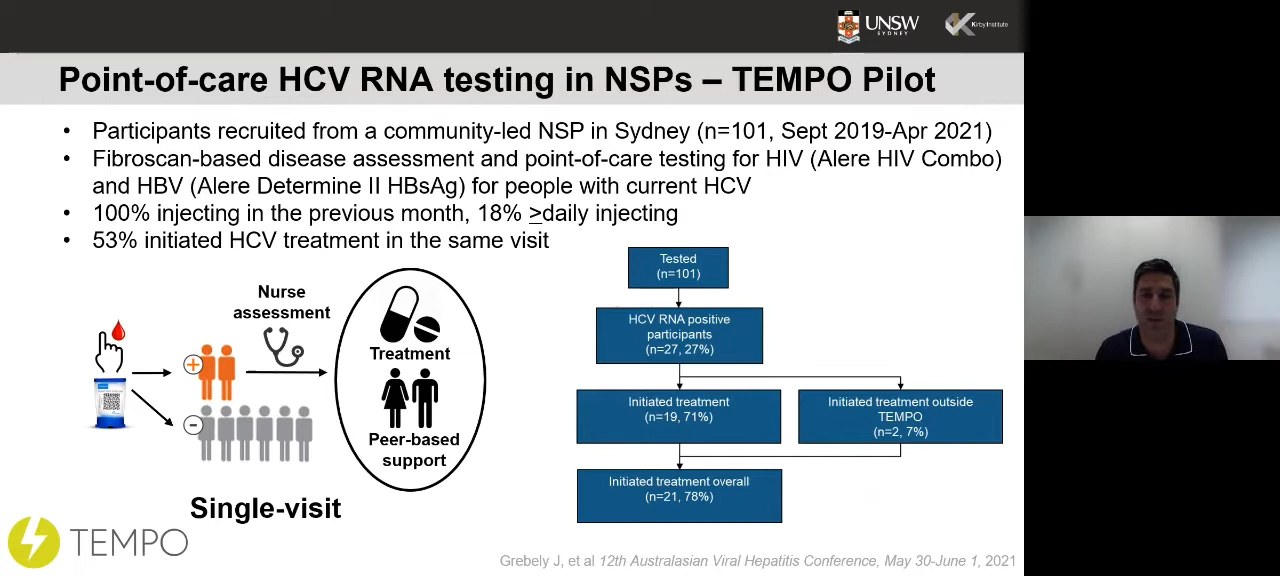 UNSW
SYDNEY
Kirby Institute
Point-of-care HCV RNA testing in NSPs – TEMPO Pilot
• Participants recruited from a community-led NSP in Sydney (n=101, Sept 2019-Apr 2021)
• Fibroscan-based disease assessment and point-of-care testing for HIV (Alere HIV Combo)
and HBV (Alere Determine II HBsAg) for people with current HCV
• 100% injecting in the previous month, 18% >daily injecting
• 53% initiated HCV treatment in the same visit
Nurse
assessment
Treatment
Peer-based
support
+
-
Single-visit
Tested
(n=101)
HCV RNA positive
participants
(n=27, 27%)
Initiated treatment
(n=19, 71%)
Initiated treatment outside
TEMPO
(n=2, 7%)
Initiated treatment overall
(n=21, 78%)
TEMPO
Grebely J, et al 12th Australasian Viral Hepatitis Conference, May 30-June 1, 2021